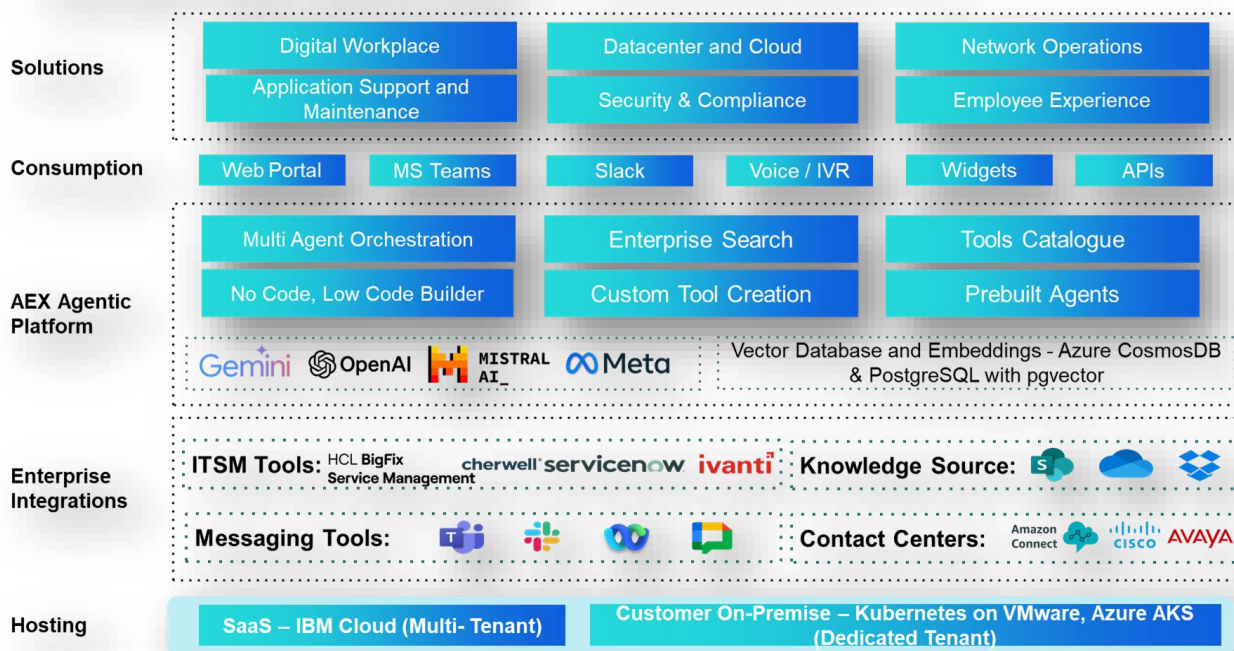 Solutions
Digital Workplace
Datacenter and Cloud
Network Operations
Application Support and
Maintenance
Security & Compliance
Employee Experience
Consumption
Web Portal
MS Teams
Slack
Voice / IVR
Widgets
APIs
AEX Agentic
Platform
Multi Agent Orchestration
Enterprise Search
Tools Catalogue
No Code, Low Code Builder
Custom Tool Creation
Prebuilt Agents
Gemini
OpenAI
MISTRAL
AI_
Meta
Vector Database and Embeddings - Azure CosmosDB
& PostgreSQL with pgvector
Enterprise
Integrations
ITSM Tools:
HCL BigFix
Service Management
cherwell
servicenow
ivanti
Knowledge Source:
S
Messaging Tools:
T
Contact Centers:
Amazon
Connect
CISCO
AVAYA
Hosting
SaaS – IBM Cloud (Multi- Tenant)
Customer On-Premise – Kubernetes on VMware, Azure AKS
(Dedicated Tenant)